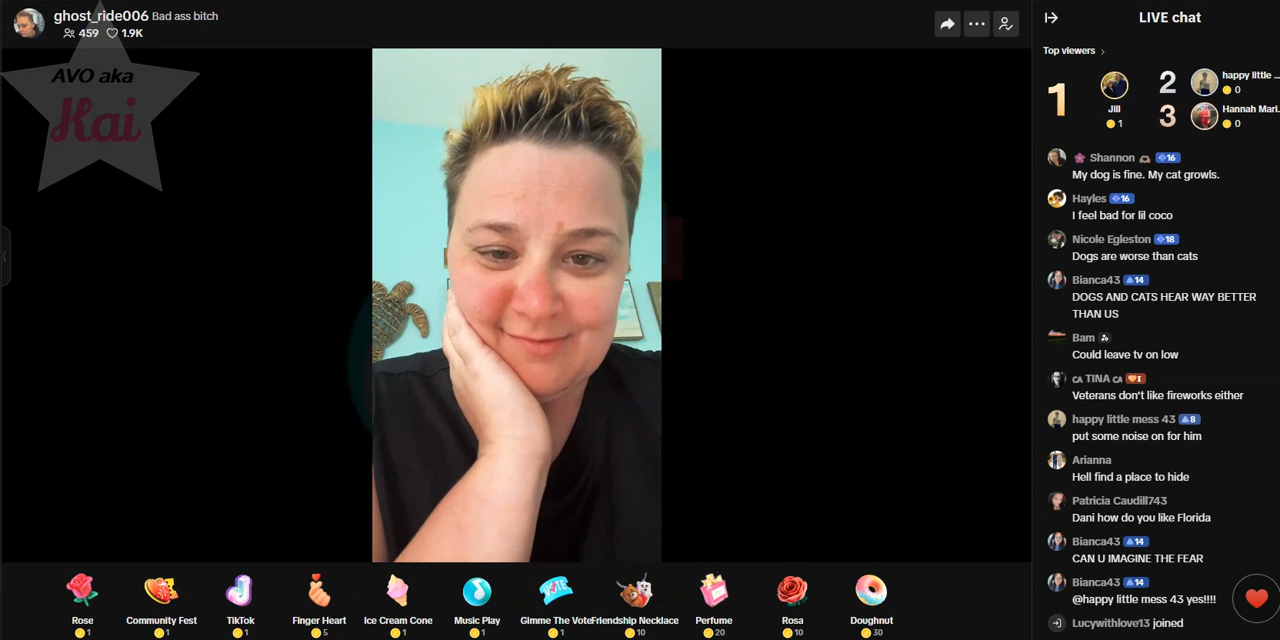 ghost_ride006 Bad ass bitch
459 1.9K
AVO aka
Kai
LIVE chat
Top viewers
1
Jill
1
2
happy little ...
0
3
Hannah Mari...
0
Shannon 16
My dog is fine. My cat growls.
Hayles 16
I feel bad for lil coco
Nicole Egleston 18
Dogs are worse than cats
Bianca43 14
DOGS AND CATS HEAR WAY BETTER
THAN US
Bam
Could leave tv on low
CA TINA CA I
Veterans don't like fireworks either
happy little mess 43 8
put some noise on for him
Arianna
Hell find a place to hide
Patricia Caudill743
Dani how do you like Florida
Bianca43 14
CAN U IMAGINE THE FEAR
Bianca43 14
@happy little mess 43 yes!!!!
Lucywithlove13 joined
VOTE
Rose Community Fest TikTok Finger Heart Ice Cream Cone Music Play Gimme The Vote Friendship Necklace Perfume Rosa Doughnut
1 1 1 5 1 1 1 10 20 10 30